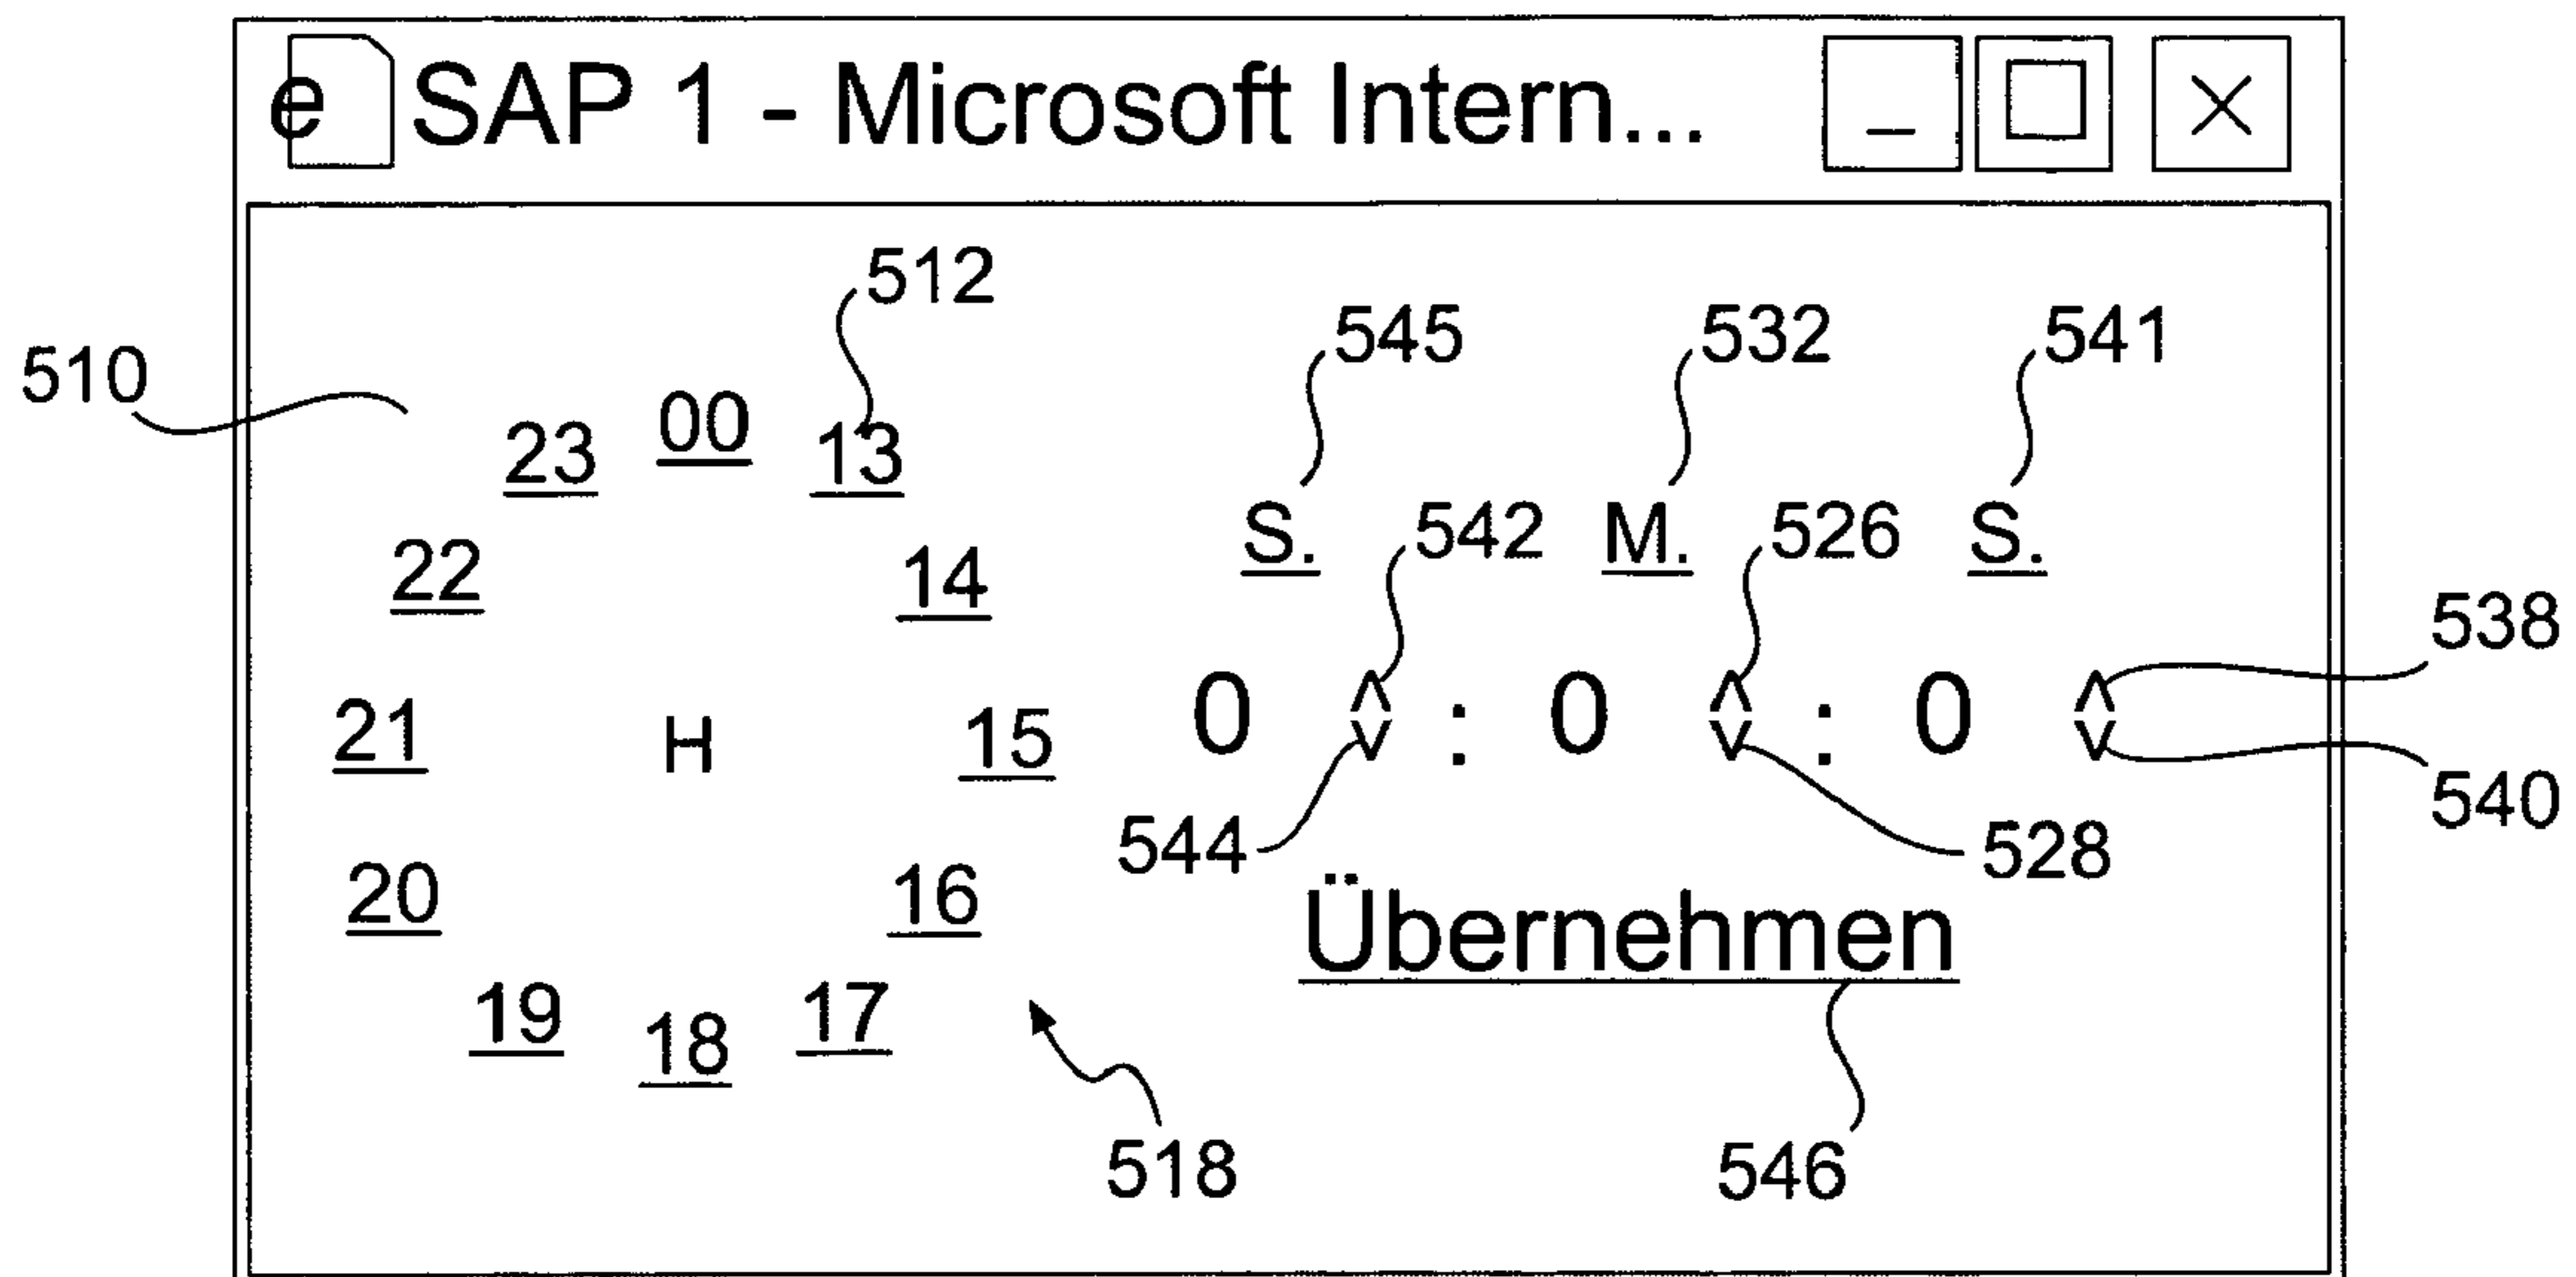 e SAP 1 - Microsoft Intern...
512
545 532 541
510
23 00 13
S. 542 M. 526 S.
22 14
538
21 H 15 0 ^ v : 0 ^ v : 0 ^ v
540
544 528
20 16
Übernehmen
19 18 17
518 546